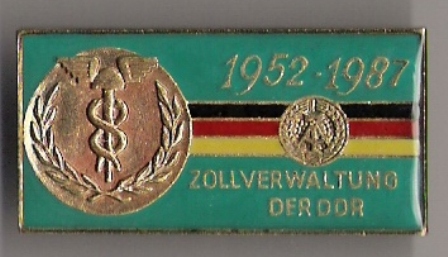 1952-1987
ZOLLVERWALTUNG
DER DDR